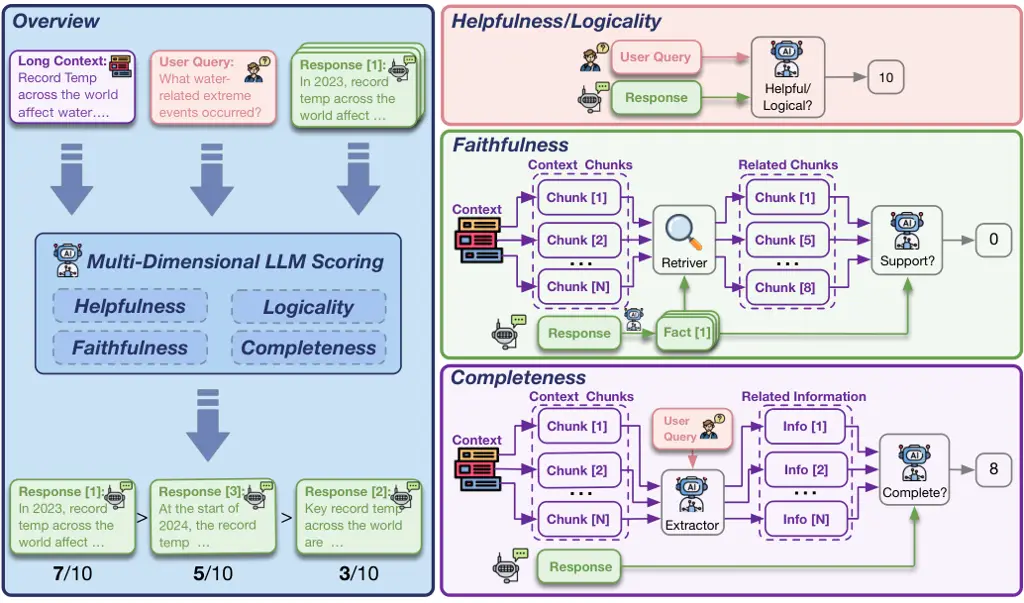 Overview
Long Context:
Record Temp
across the world
affect water....
User Query:
What water-
related extreme
events occurred?
Response [1]:
In 2023, record
temp across the
world affect ...
AI
Multi-Dimensional LLM Scoring
Helpfulness
Logicality
Faithfulness
Completeness
Response [1]:
In 2023, record
temp across the
world affect ...
>
Response [3]:
At the start of
2024, the record
temp ...
>
Response [2]:
Key record temp
across the world
are ...
7/10
5/10
3/10
Helpfulness/Logicality
User Query
Response
AI
Helpful/
Logical?
10
Faithfulness
Context Chunks
Related Chunks
Context
Chunk [1]
Chunk [2]
...
Chunk [N]
Retriver
Chunk [1]
Chunk [5]
...
Chunk [8]
AI
Support?
0
Response
AI
Fact [1]
Completeness
Context Chunks
Related Information
Context
Chunk [1]
Chunk [2]
...
Chunk [N]
User
Query
AI
Extractor
Info [1]
Info [2]
...
Info [N]
AI
Complete?
8
Response